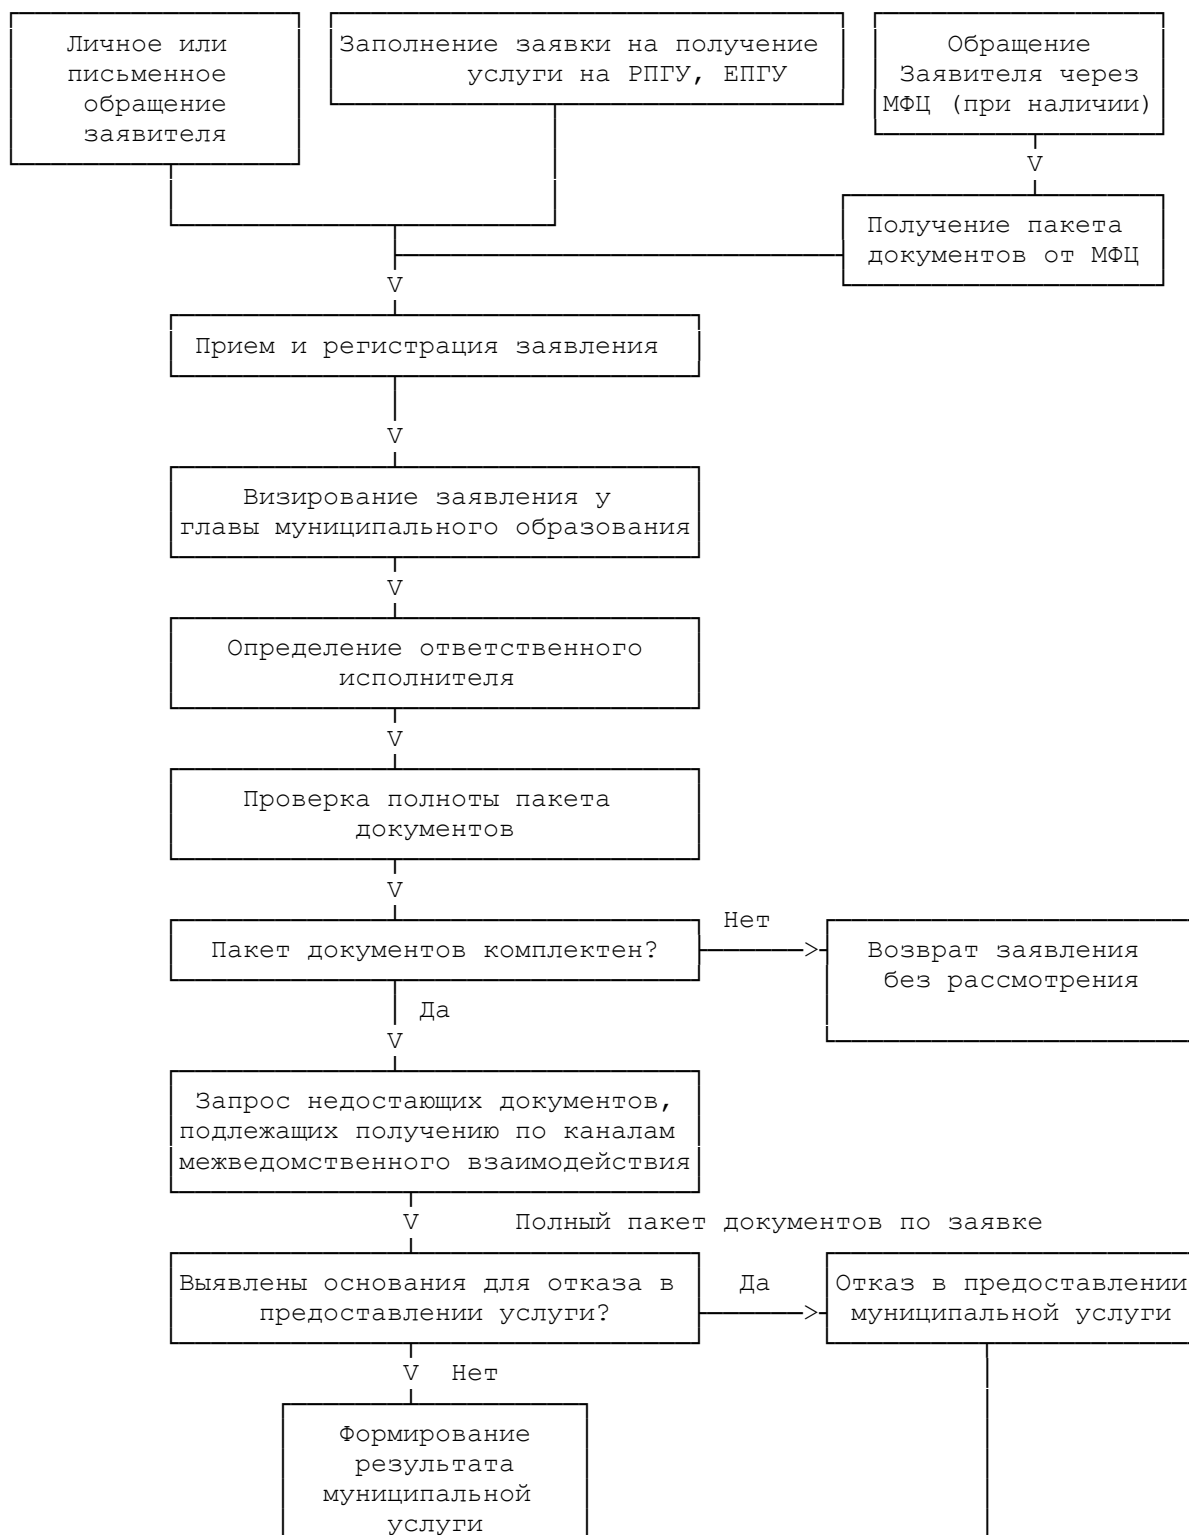 Личное или
письменное
обращение
заявителя
Заполнение заявки на получение
услуги на РПГУ, ЕПГУ
Обращение
Заявителя через
МФЦ (при наличии)
V
Получение пакета
документов от МФЦ
V
Прием и регистрация заявления
V
Визирование заявления у
главы муниципального образования
V
Определение ответственного
исполнителя
V
Проверка полноты пакета
документов
V
Пакет документов комплектен?
Нет
>
Возврат заявления
без рассмотрения
Да
V
Запрос недостающих документов,
подлежащих получению по каналам
межведомственного взаимодействия
V Полный пакет документов по заявке
Выявлены основания для отказа в
предоставлении услуги?
Да
>
Отказ в предоставлении
муниципальной услуги
V Нет
Формирование
результата
муниципальной
услуги